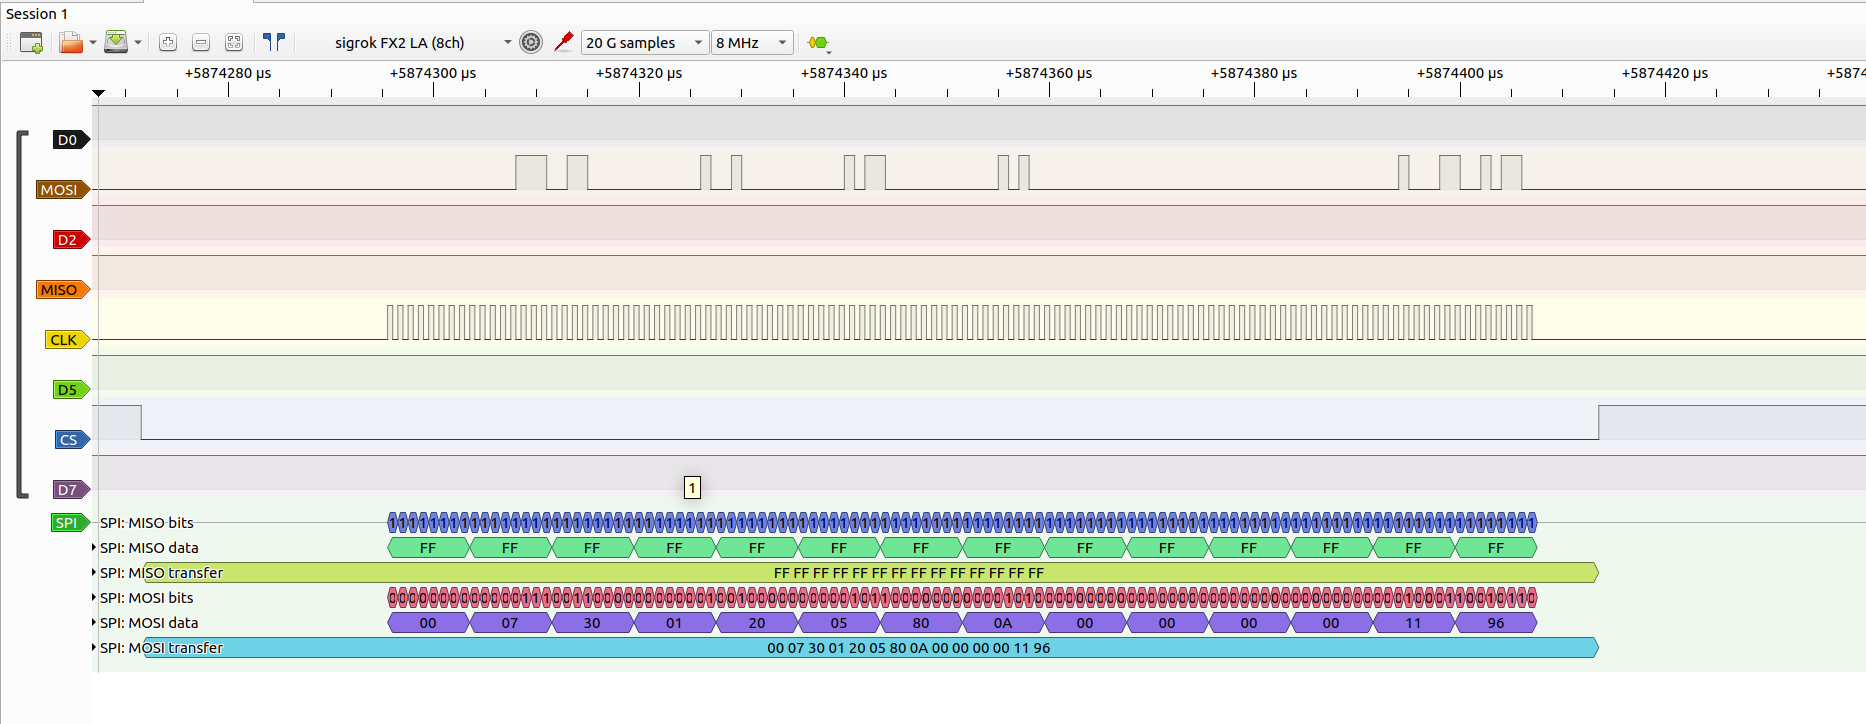 Session 1
sigrok FX2 LA (8ch) 20 G samples 8 MHz
+5874280 µs +5874300 µs +5874320 µs +5874340 µs +5874360 µs +5874380 µs +5874400 µs +5874420 µs +5874
D0
MOSI
D2
MISO
CLK
D5
CS
D7
1
SPI SPI: MISO bits
SPI: MISO data FF FF FF FF FF FF FF FF FF FF FF FF FF FF
SPI: MISO transfer FF FF FF FF FF FF FF FF FF FF FF FF FF FF
SPI: MOSI bits
SPI: MOSI data 00 07 30 01 20 05 80 0A 00 00 00 00 11 96
SPI: MOSI transfer 00 07 30 01 20 05 80 0A 00 00 00 00 11 96